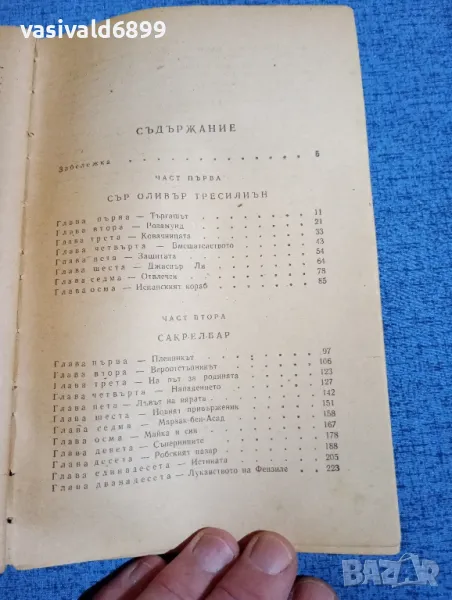 vasivald6899
СЪДЪРЖАНИЕ
Забележка 5
ЧАСТ ПЪРВА
СЪР ОЛИВЪР ТРЕСИЛИЪН
Глава първа — Търгашът 11
Глава втора — Розамунд 21
Глава трета — Ковачницата 33
Глава четвърта — Вмешателството 43
Глава пета — Защитата 54
Глава шеста — Джаспър Ли 64
Глава седма — Отвлечен 78
Глава осма — Испанският кораб 85
ЧАСТ ВТОРА
САКРЕЛ-БАР
Глава първа — Пленникът 97
Глава втора — Вероотстъпникът 106
Глава трета — На път за родината 123
Глава четвърта — Нападението 127
Глава пета — Лъвът на вярата 142
Глава шеста — Новият привърженик 151
Глава седма — Марзак-бен-Асад 158
Глава осма — Майка и син 167
Глава девета — Съперниците 178
Глава десета — Робският пазар 188
Глава единадесета — Истината 205
Глава дванадесета — Лукавството на Фензиле 223
BAZAR